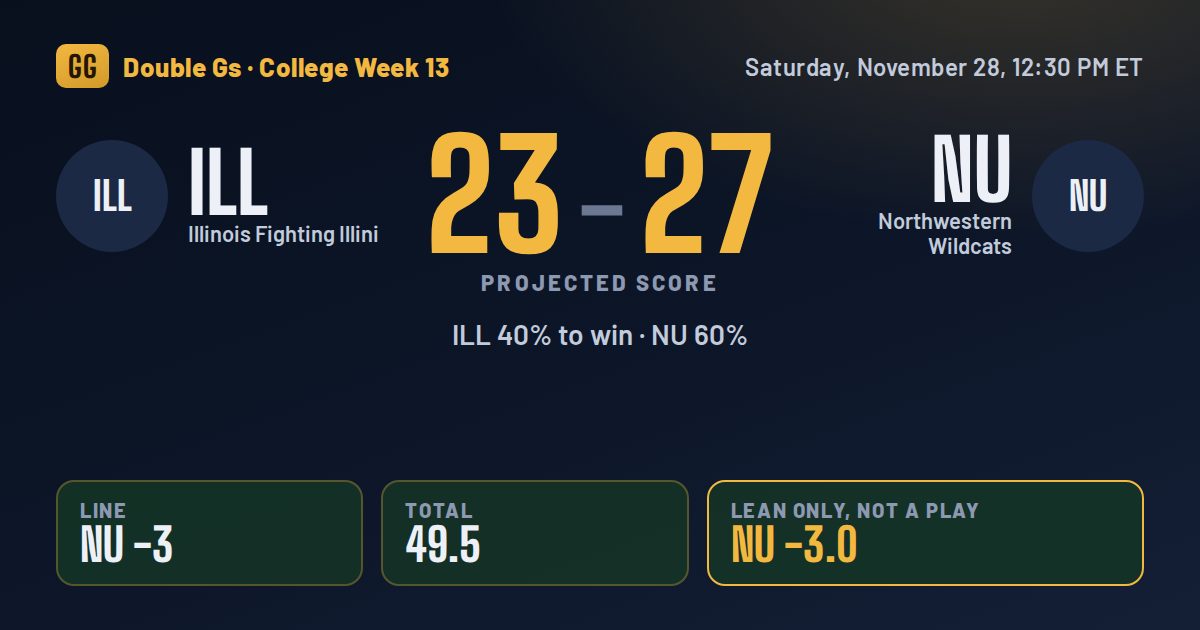 GG
Double Gs · College Week 13
Saturday, November 28, 12:30 PM ET
ILL
ILL
Illinois Fighting Illini
23 – 27
PROJECTED SCORE
ILL 40% to win · NU 60%
NU
Northwestern
Wildcats
NU
LINE
NU −3
TOTAL
49.5
LEAN ONLY, NOT A PLAY
NU −3.0